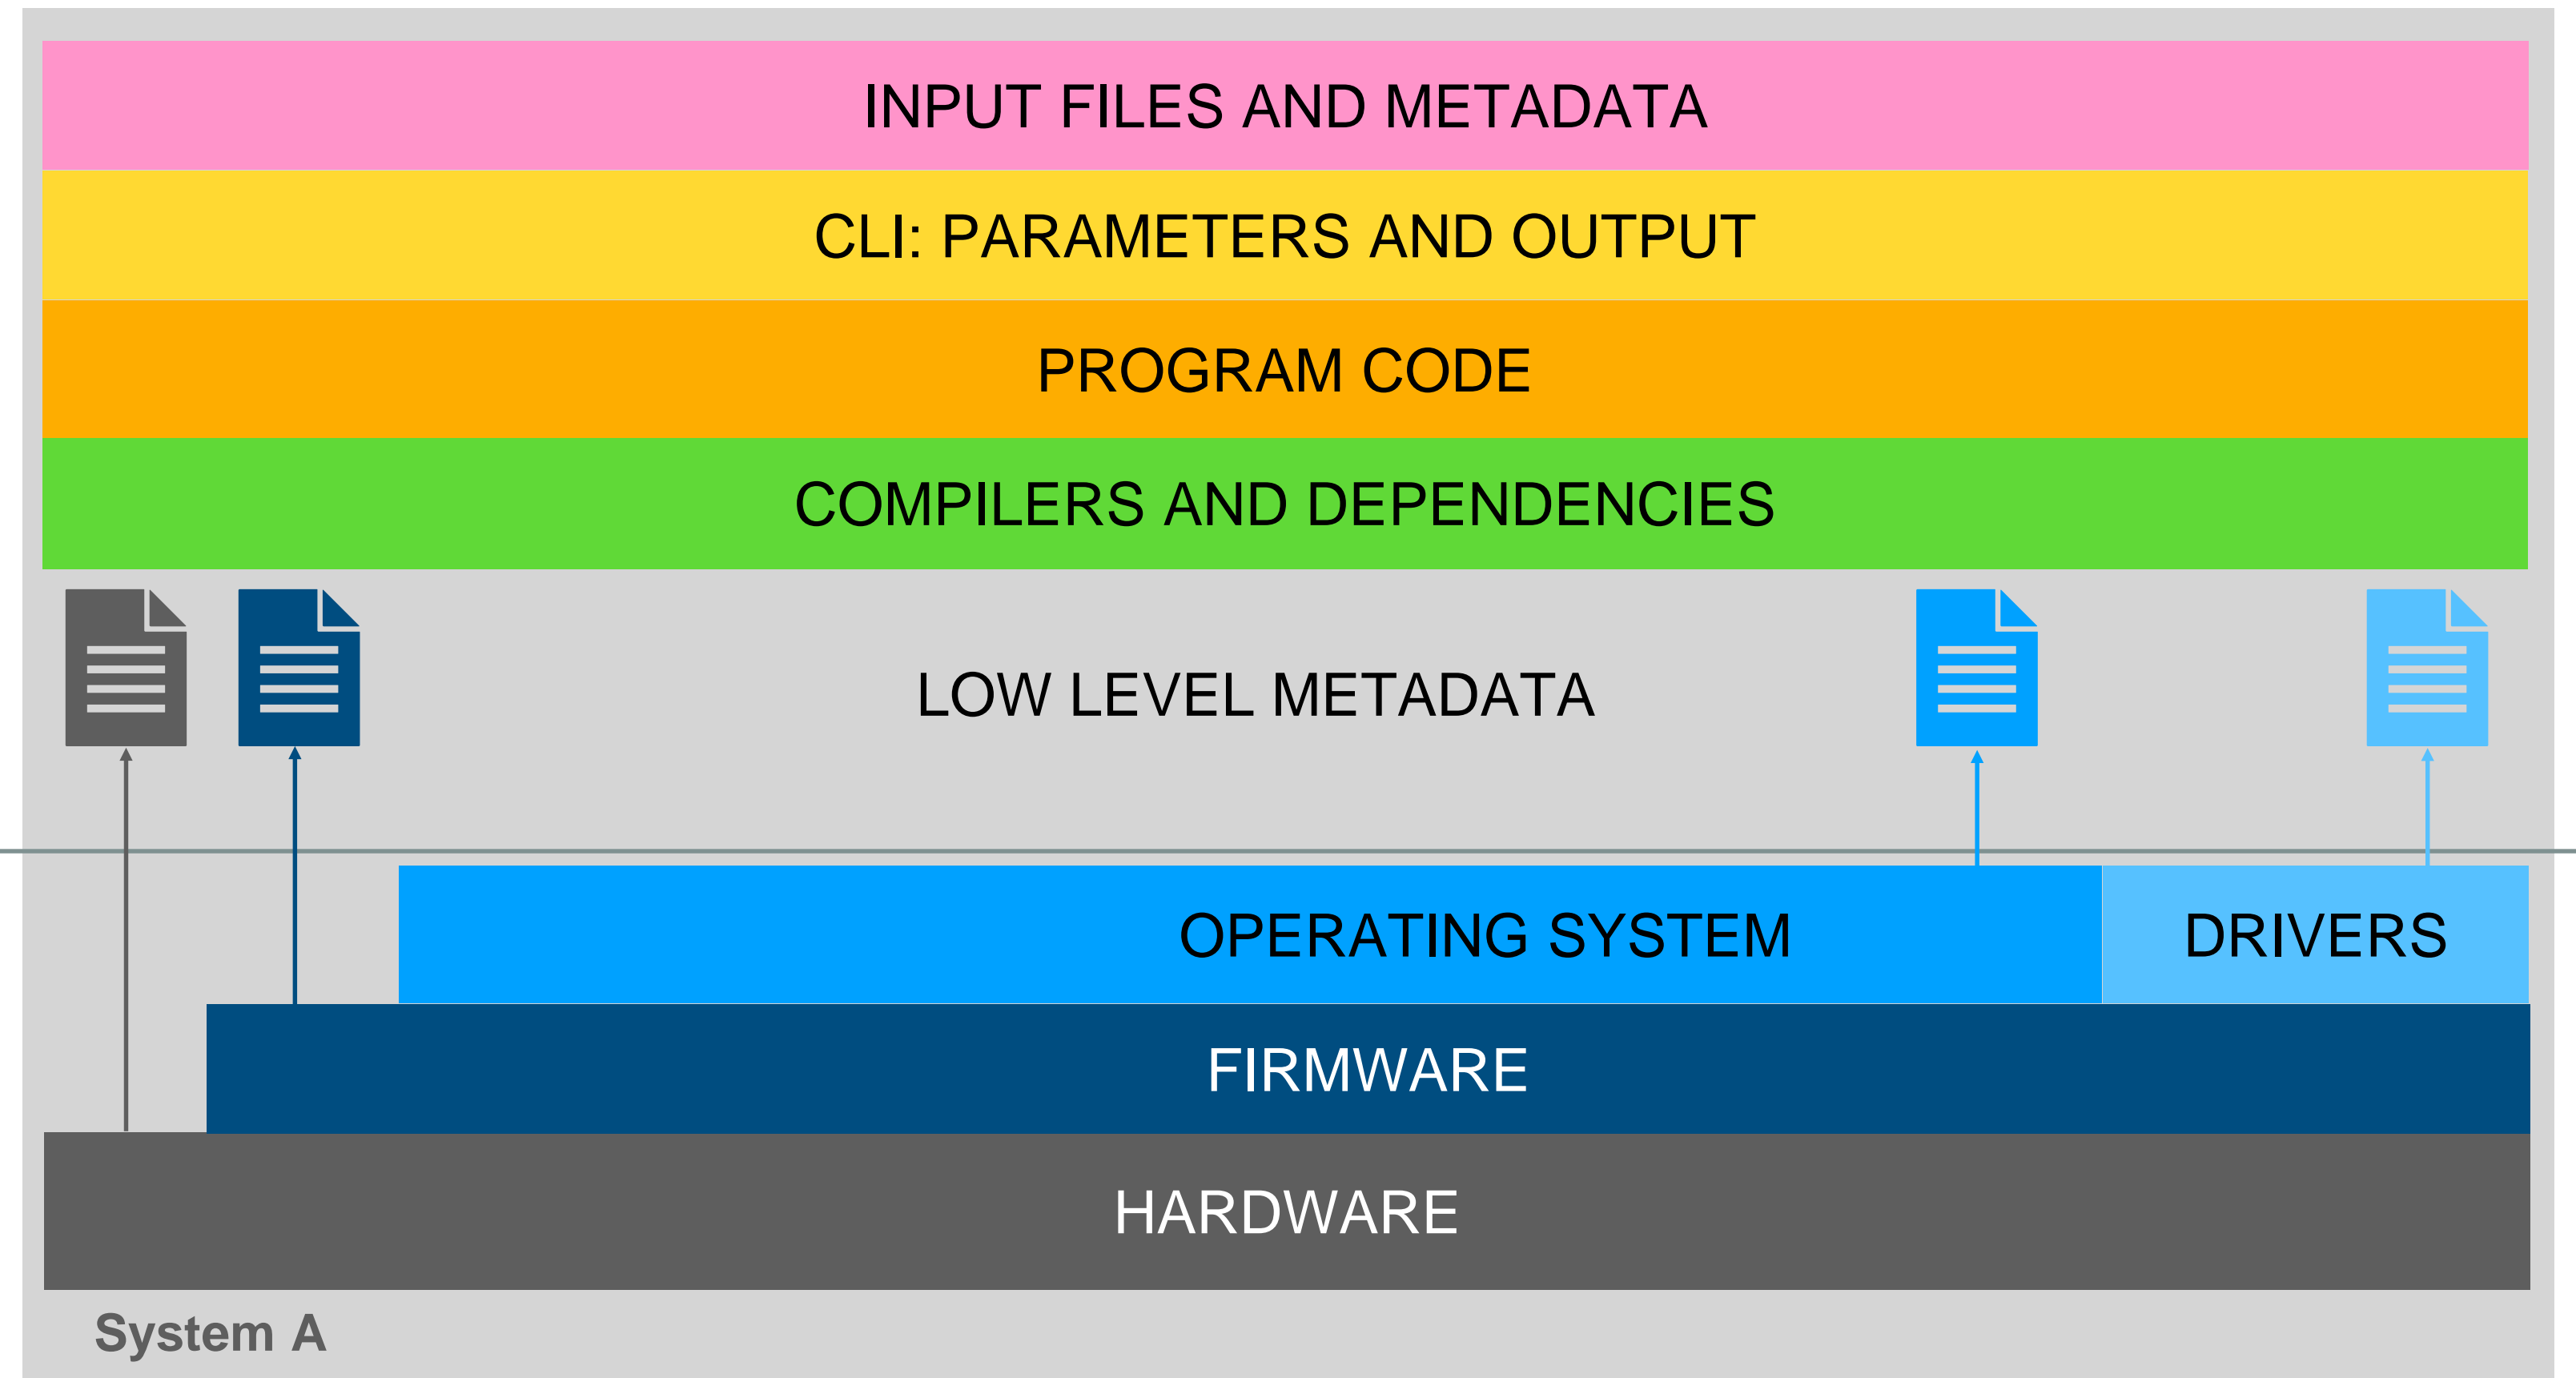 INPUT FILES AND METADATA
CLI: PARAMETERS AND OUTPUT
PROGRAM CODE
COMPILERS AND DEPENDENCIES
LOW LEVEL METADATA
OPERATING SYSTEM
DRIVERS
FIRMWARE
HARDWARE
System A